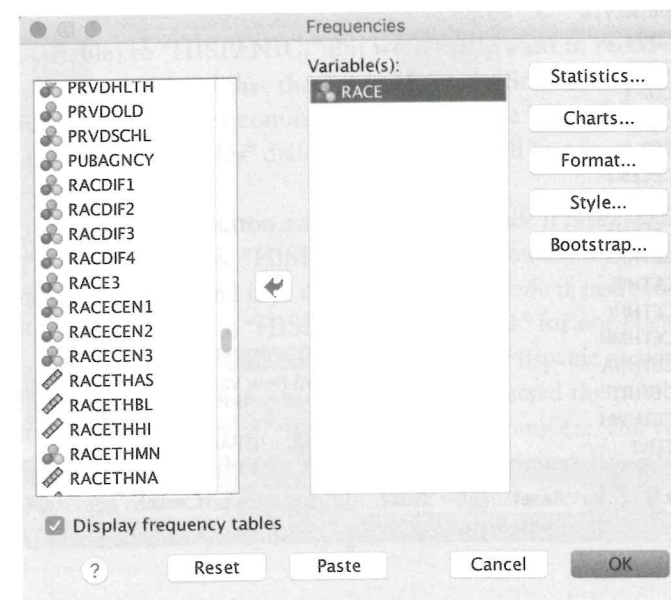 Frequencies
Variable(s):
PRVDHLTH
PRVDOLD
PRVDSCHL
PUBAGNCY
RACDIF1
RACDIF2
RACDIF3
RACDIF4
RACE3
RACECEN1
RACECEN2
RACECEN3
RACETHAS
RACETHBL
RACETHHI
RACETHMN
RACETHNA
RACE
Statistics...
Charts...
Format...
Style...
Bootstrap...
Display frequency tables
?
Reset
Paste
Cancel
OK